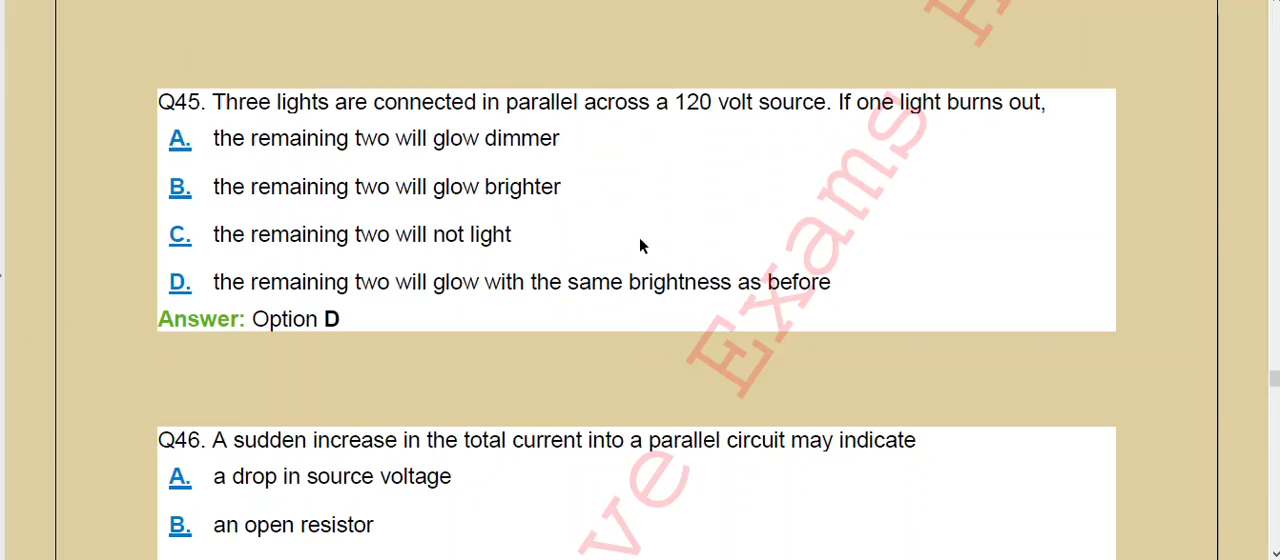 Q45. Three lights are connected in parallel across a 120 volt source. If one light burns out,
A. the remaining two will glow dimmer
B. the remaining two will glow brighter
C. the remaining two will not light
D. the remaining two will glow with the same brightness as before
Answer: Option D
Exams
Q46. A sudden increase in the total current into a parallel circuit may indicate
A. a drop in source voltage
B. an open resistor